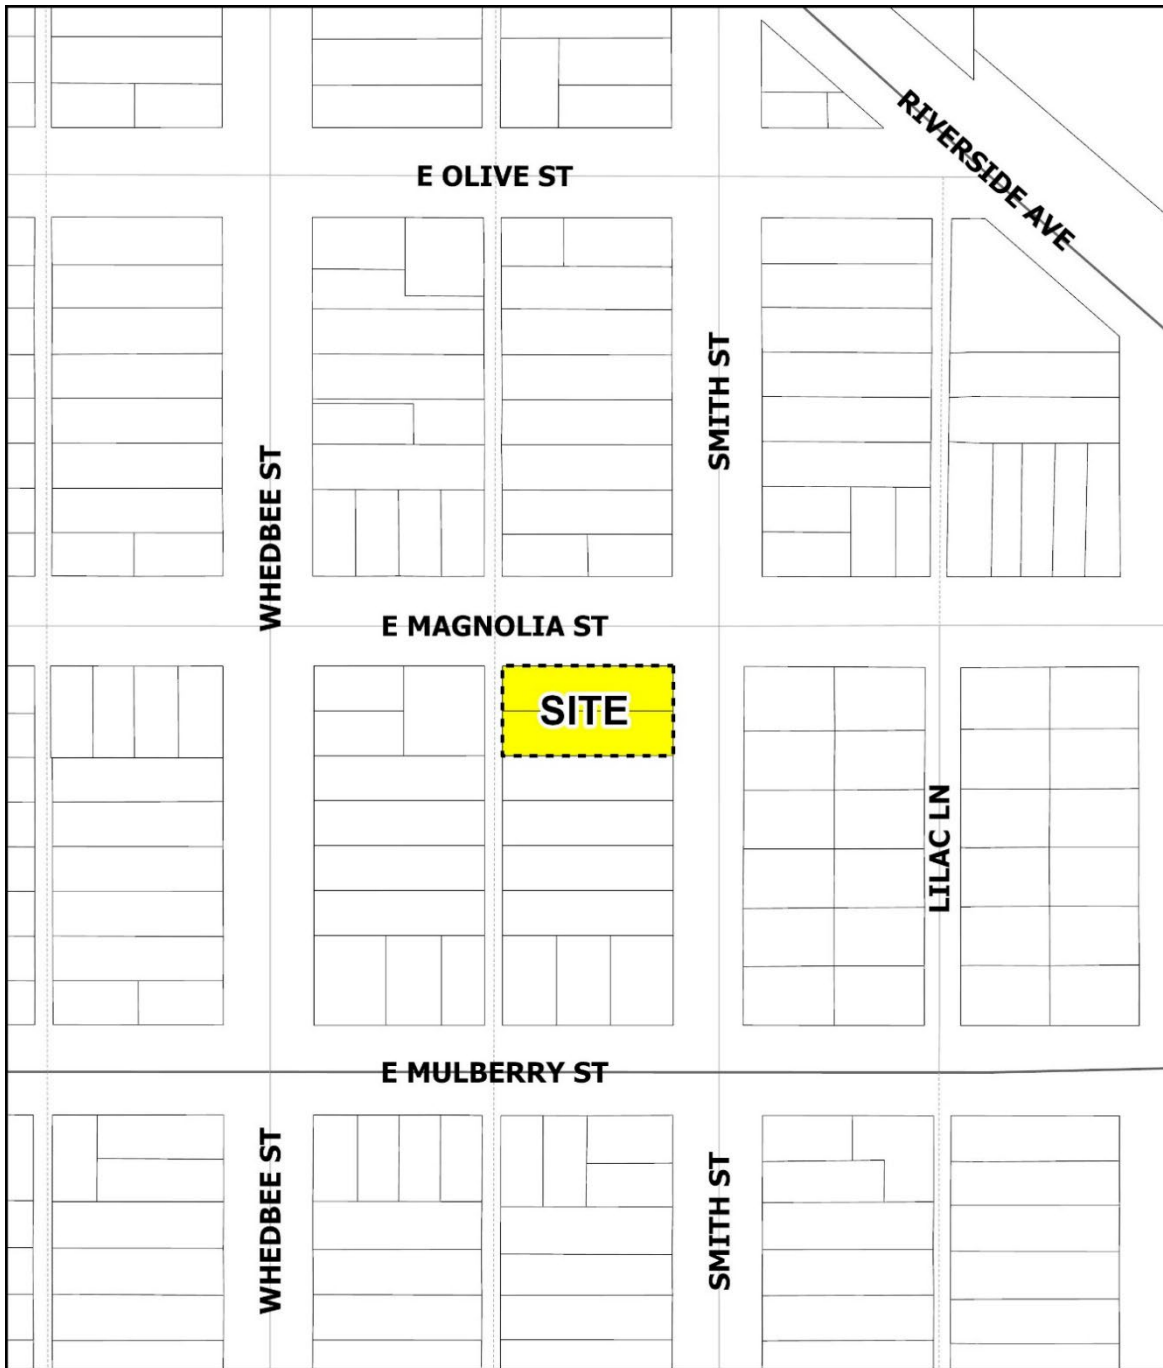 RIVERSIDE AVE
E OLIVE ST
SMITH ST
WHEDBEE ST
E MAGNOLIA ST
SITE
LILAC LN
E MULBERRY ST
WHEDBEE ST
SMITH ST